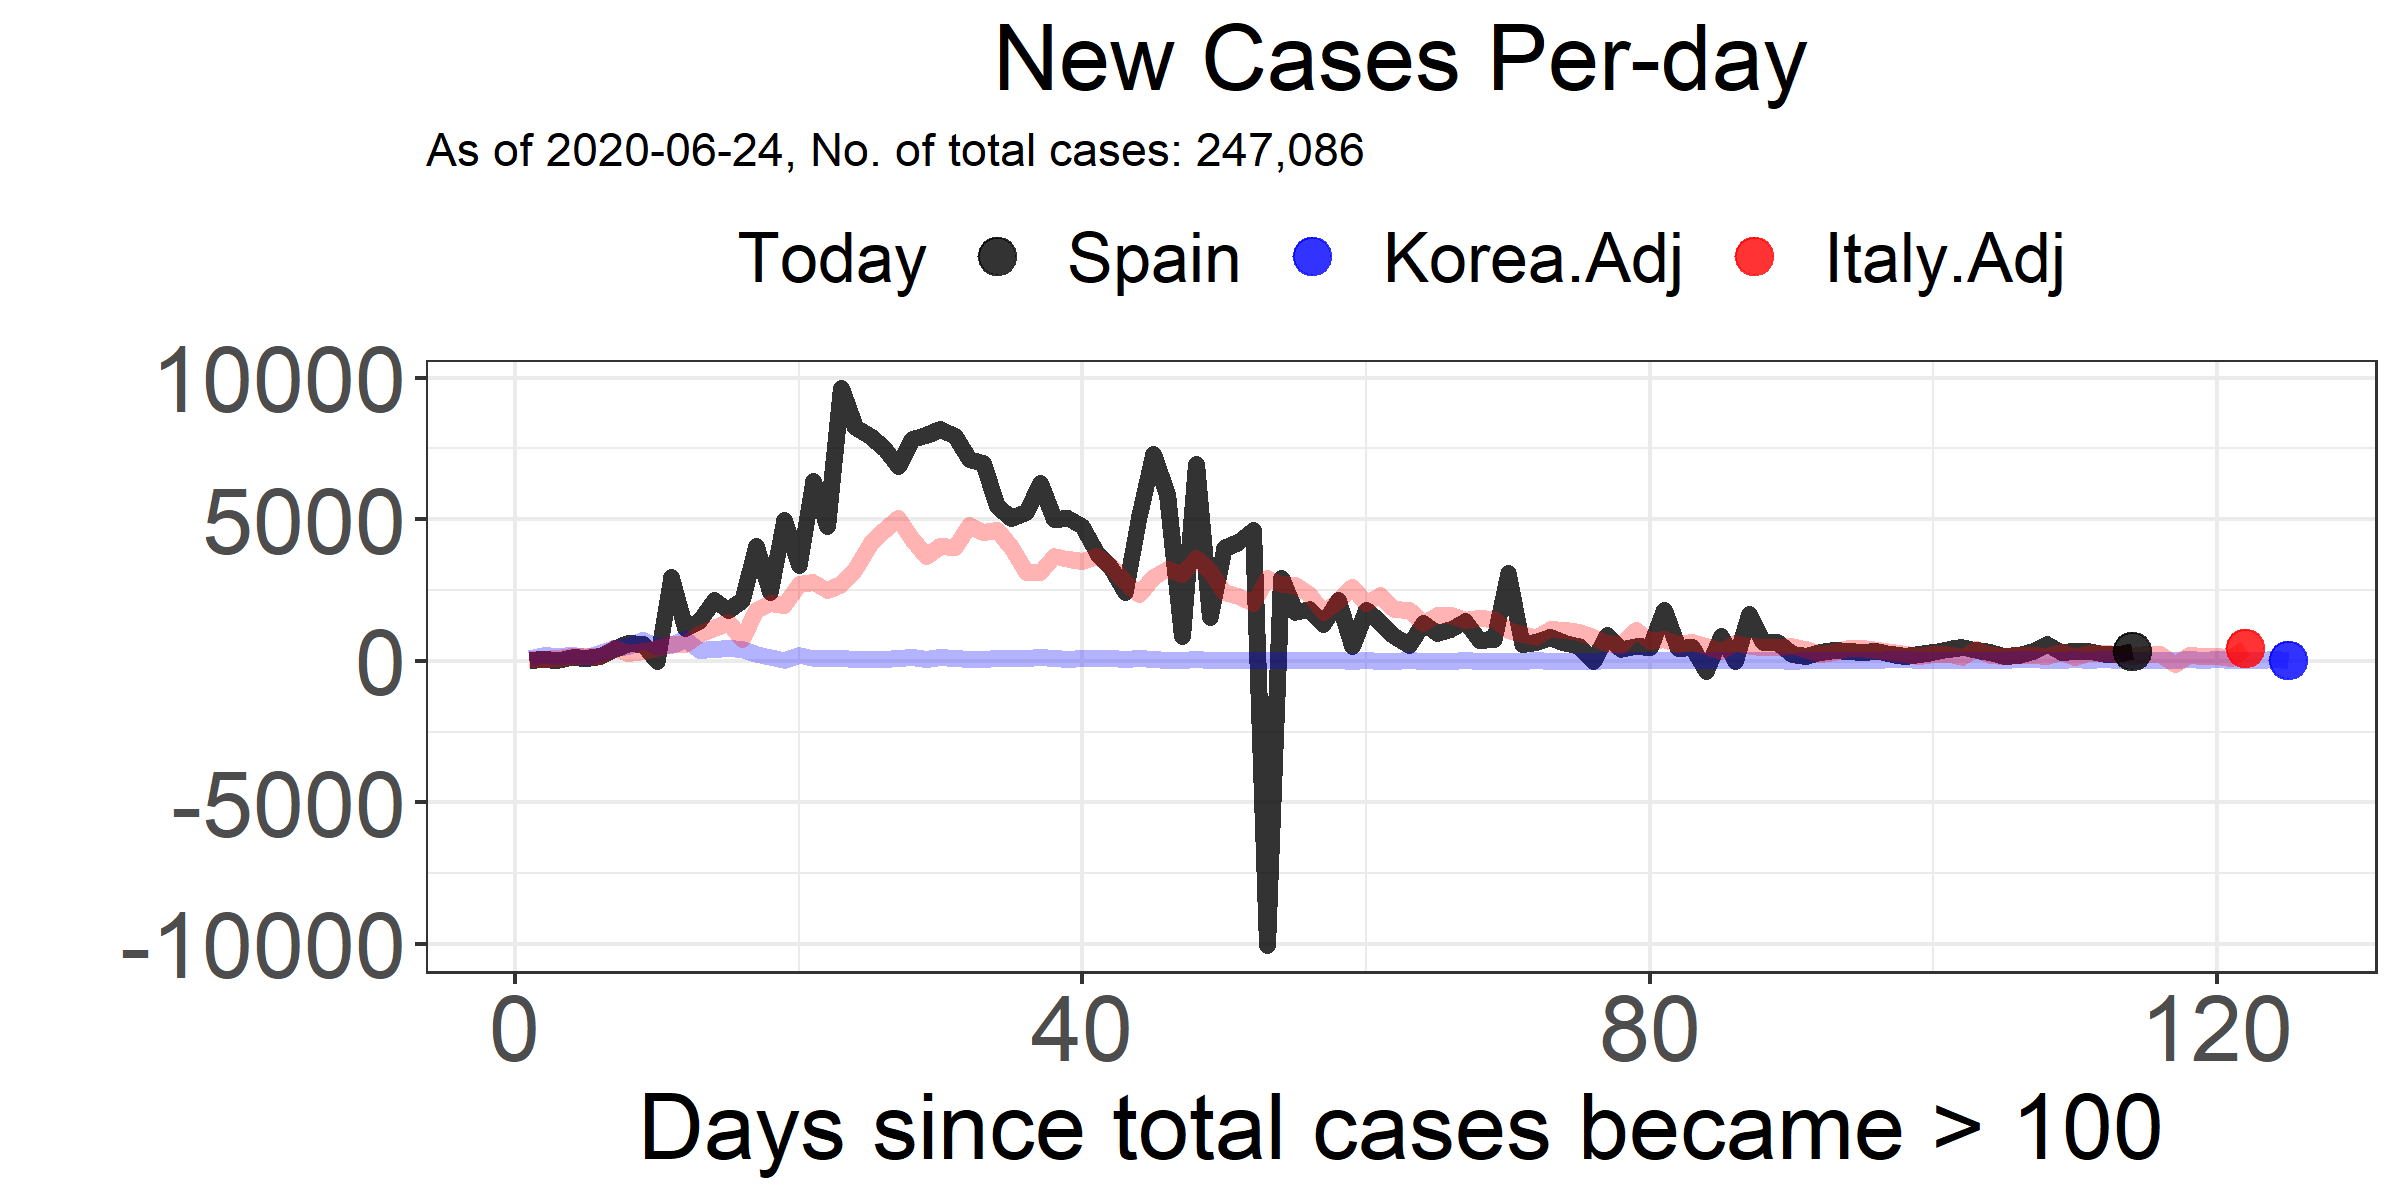 New Cases Per-day
As of 2020-06-24, No. of total cases: 247,086
Today Spain Korea.Adj Italy.Adj
10000
5000
0
-5000
-10000
0 40 80 120
Days since total cases became > 100